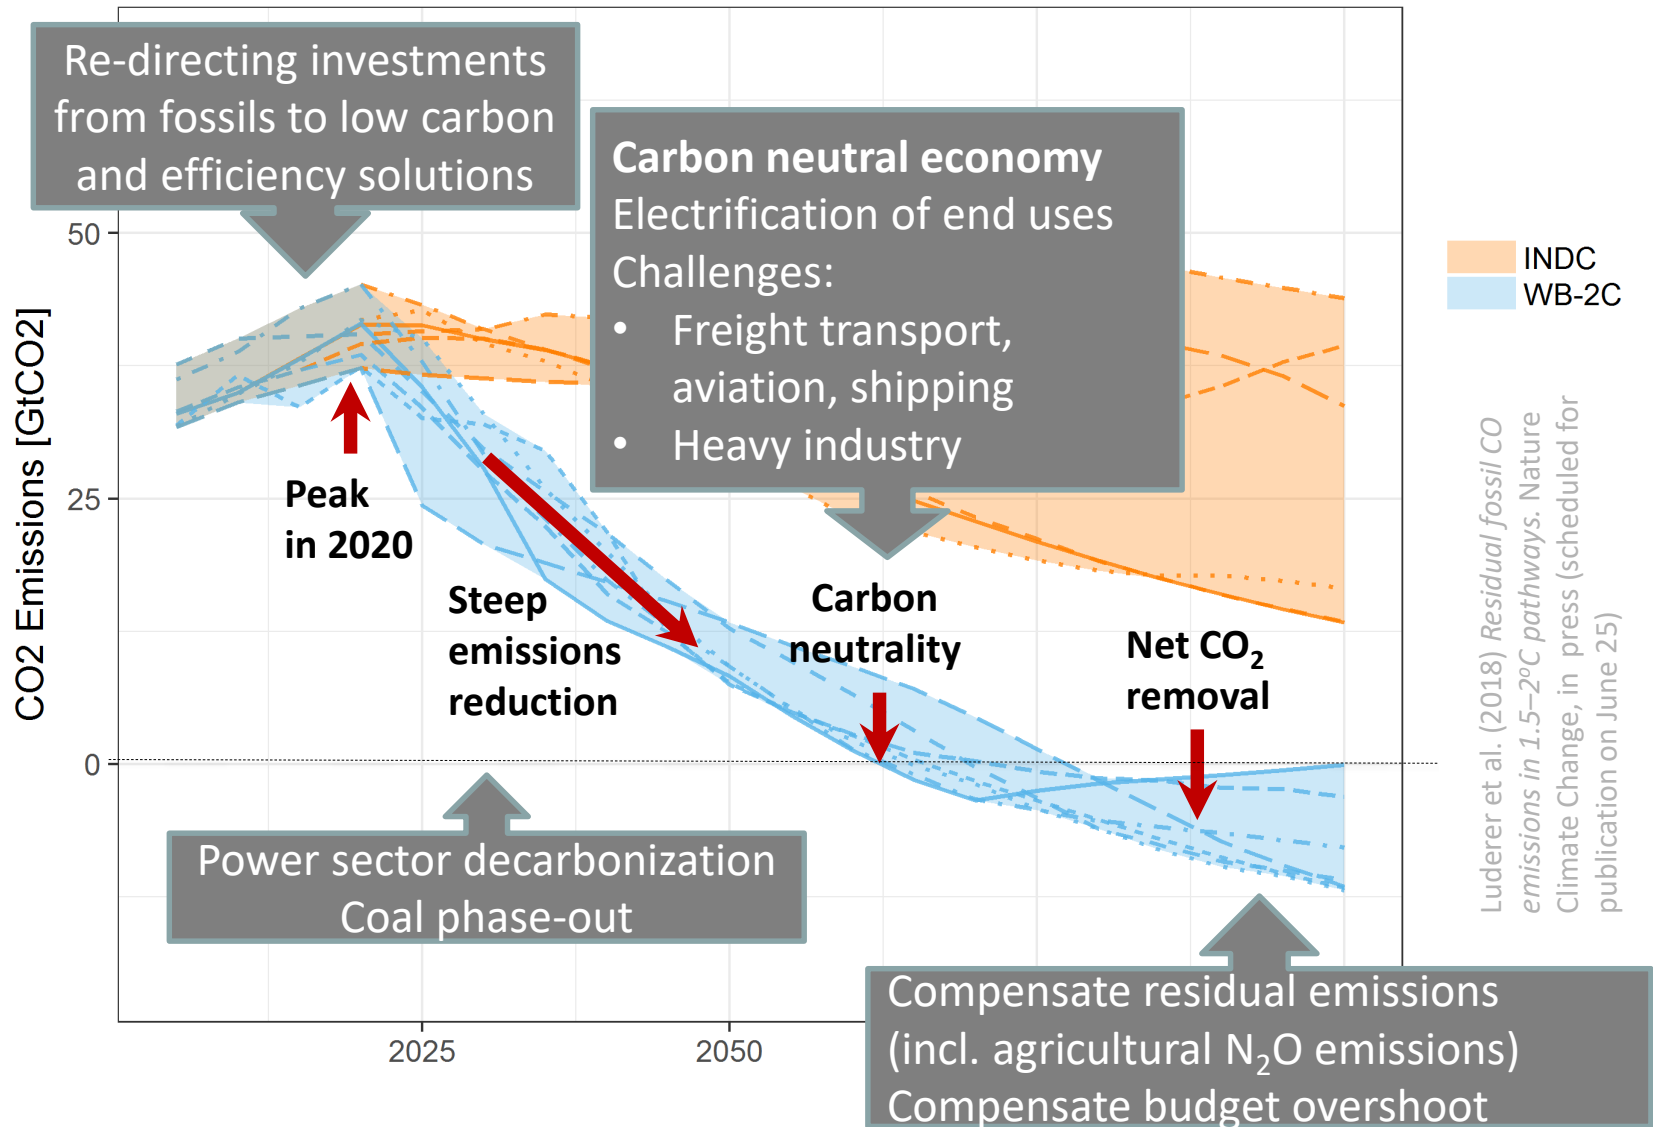 Re-directing investments
from fossils to low carbon
and efficiency solutions
Carbon neutral economy
Electrification of end uses
Challenges:
• Freight transport,
aviation, shipping
• Heavy industry
50
25
0
CO2 Emissions [GtCO2]
INDC
WB-2C
Peak
in 2020
Steep
emissions
reduction
Carbon
neutrality
Net CO₂
removal
Power sector decarbonization
Coal phase-out
2025
2050
Compensate residual emissions
(incl. agricultural N₂O emissions)
Compensate budget overshoot
Luderer et al. (2018) Residual fossil CO
emissions in 1.5–2°C pathways. Nature
Climate Change, in press (scheduled for
publication on June 25)